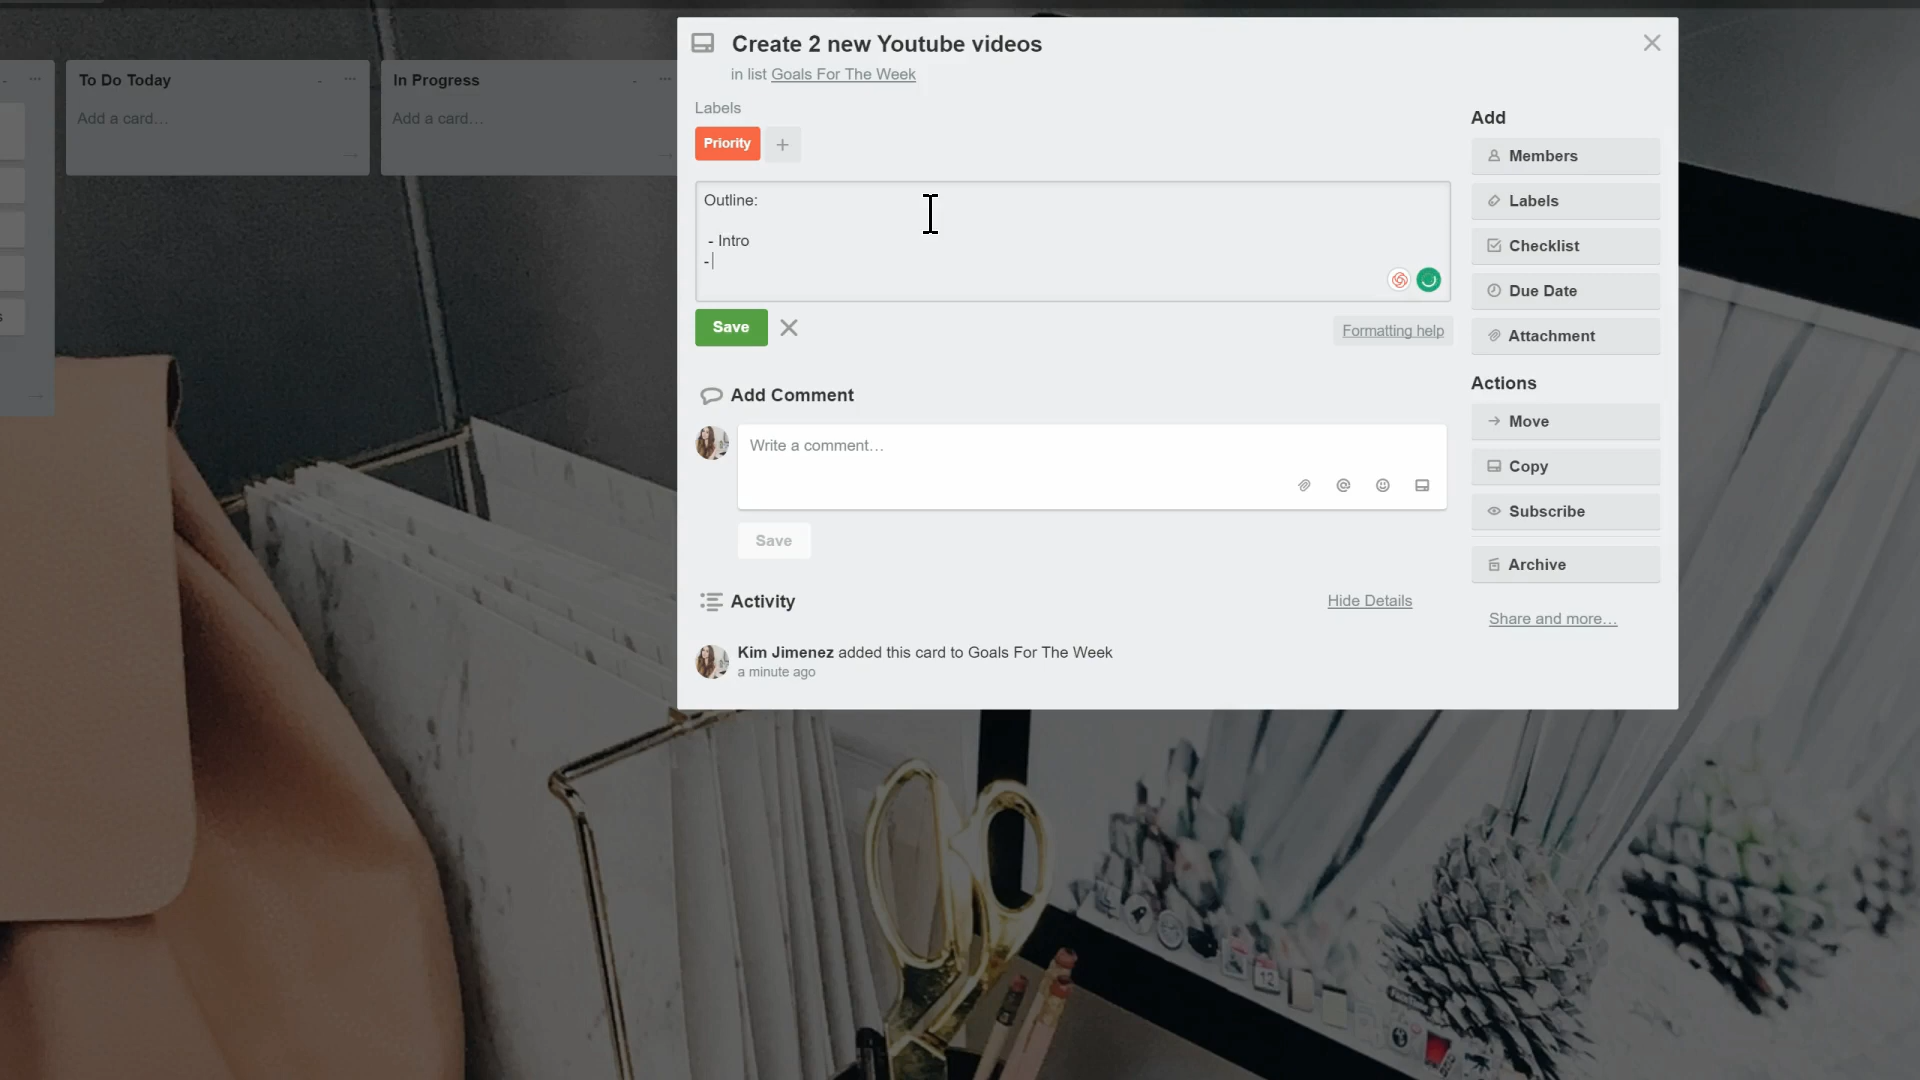 To Do Today
Add a card…
In Progress
Add a card…
Create 2 new Youtube videos
in list Goals For The Week
Labels
Priority
Outline:
- Intro
-
Save
Formatting help
Add Comment
Write a comment…
Save
Activity
Hide Details
Kim Jimenez added this card to Goals For The Week
a minute ago
Add
Members
Labels
Checklist
Due Date
Attachment
Actions
Move
Copy
Subscribe
Archive
Share and more…
s
12